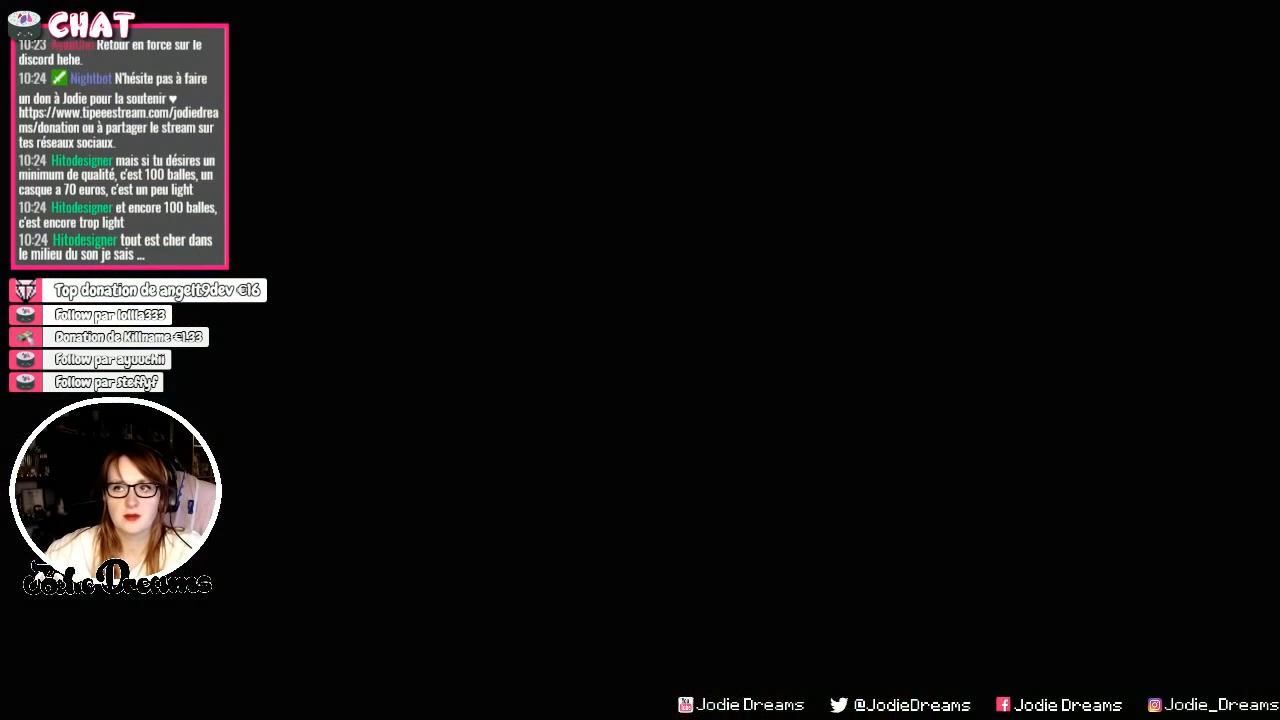 CHAT
10:23 Retour en force sur le
discord hehe.
10:24 Nightbot N'hésite pas à faire
un don à Jodie pour la soutenir ♥
https://www.tipeeestream.com/jodiedrea
ms/donation ou à partager le stream sur
tes réseaux sociaux.
10:24 Hitodesigner mais si tu désires un
minimum de qualité, c'est 100 balles, un
casque a 70 euros, c'est un peu light
10:24 Hitodesigner et encore 100 balles,
c'est encore trop light
10:24 Hitodesigner tout est cher dans
le milieu du son je sais ...
Top donation de angett9dev €16
Follow par lollla333
Donation de Killname €1.33
Follow par ayuuchii
Follow par steffyf
Jodie Dreams
Jodie Dreams @JodieDreams Jodie Dreams Jodie_Dreams